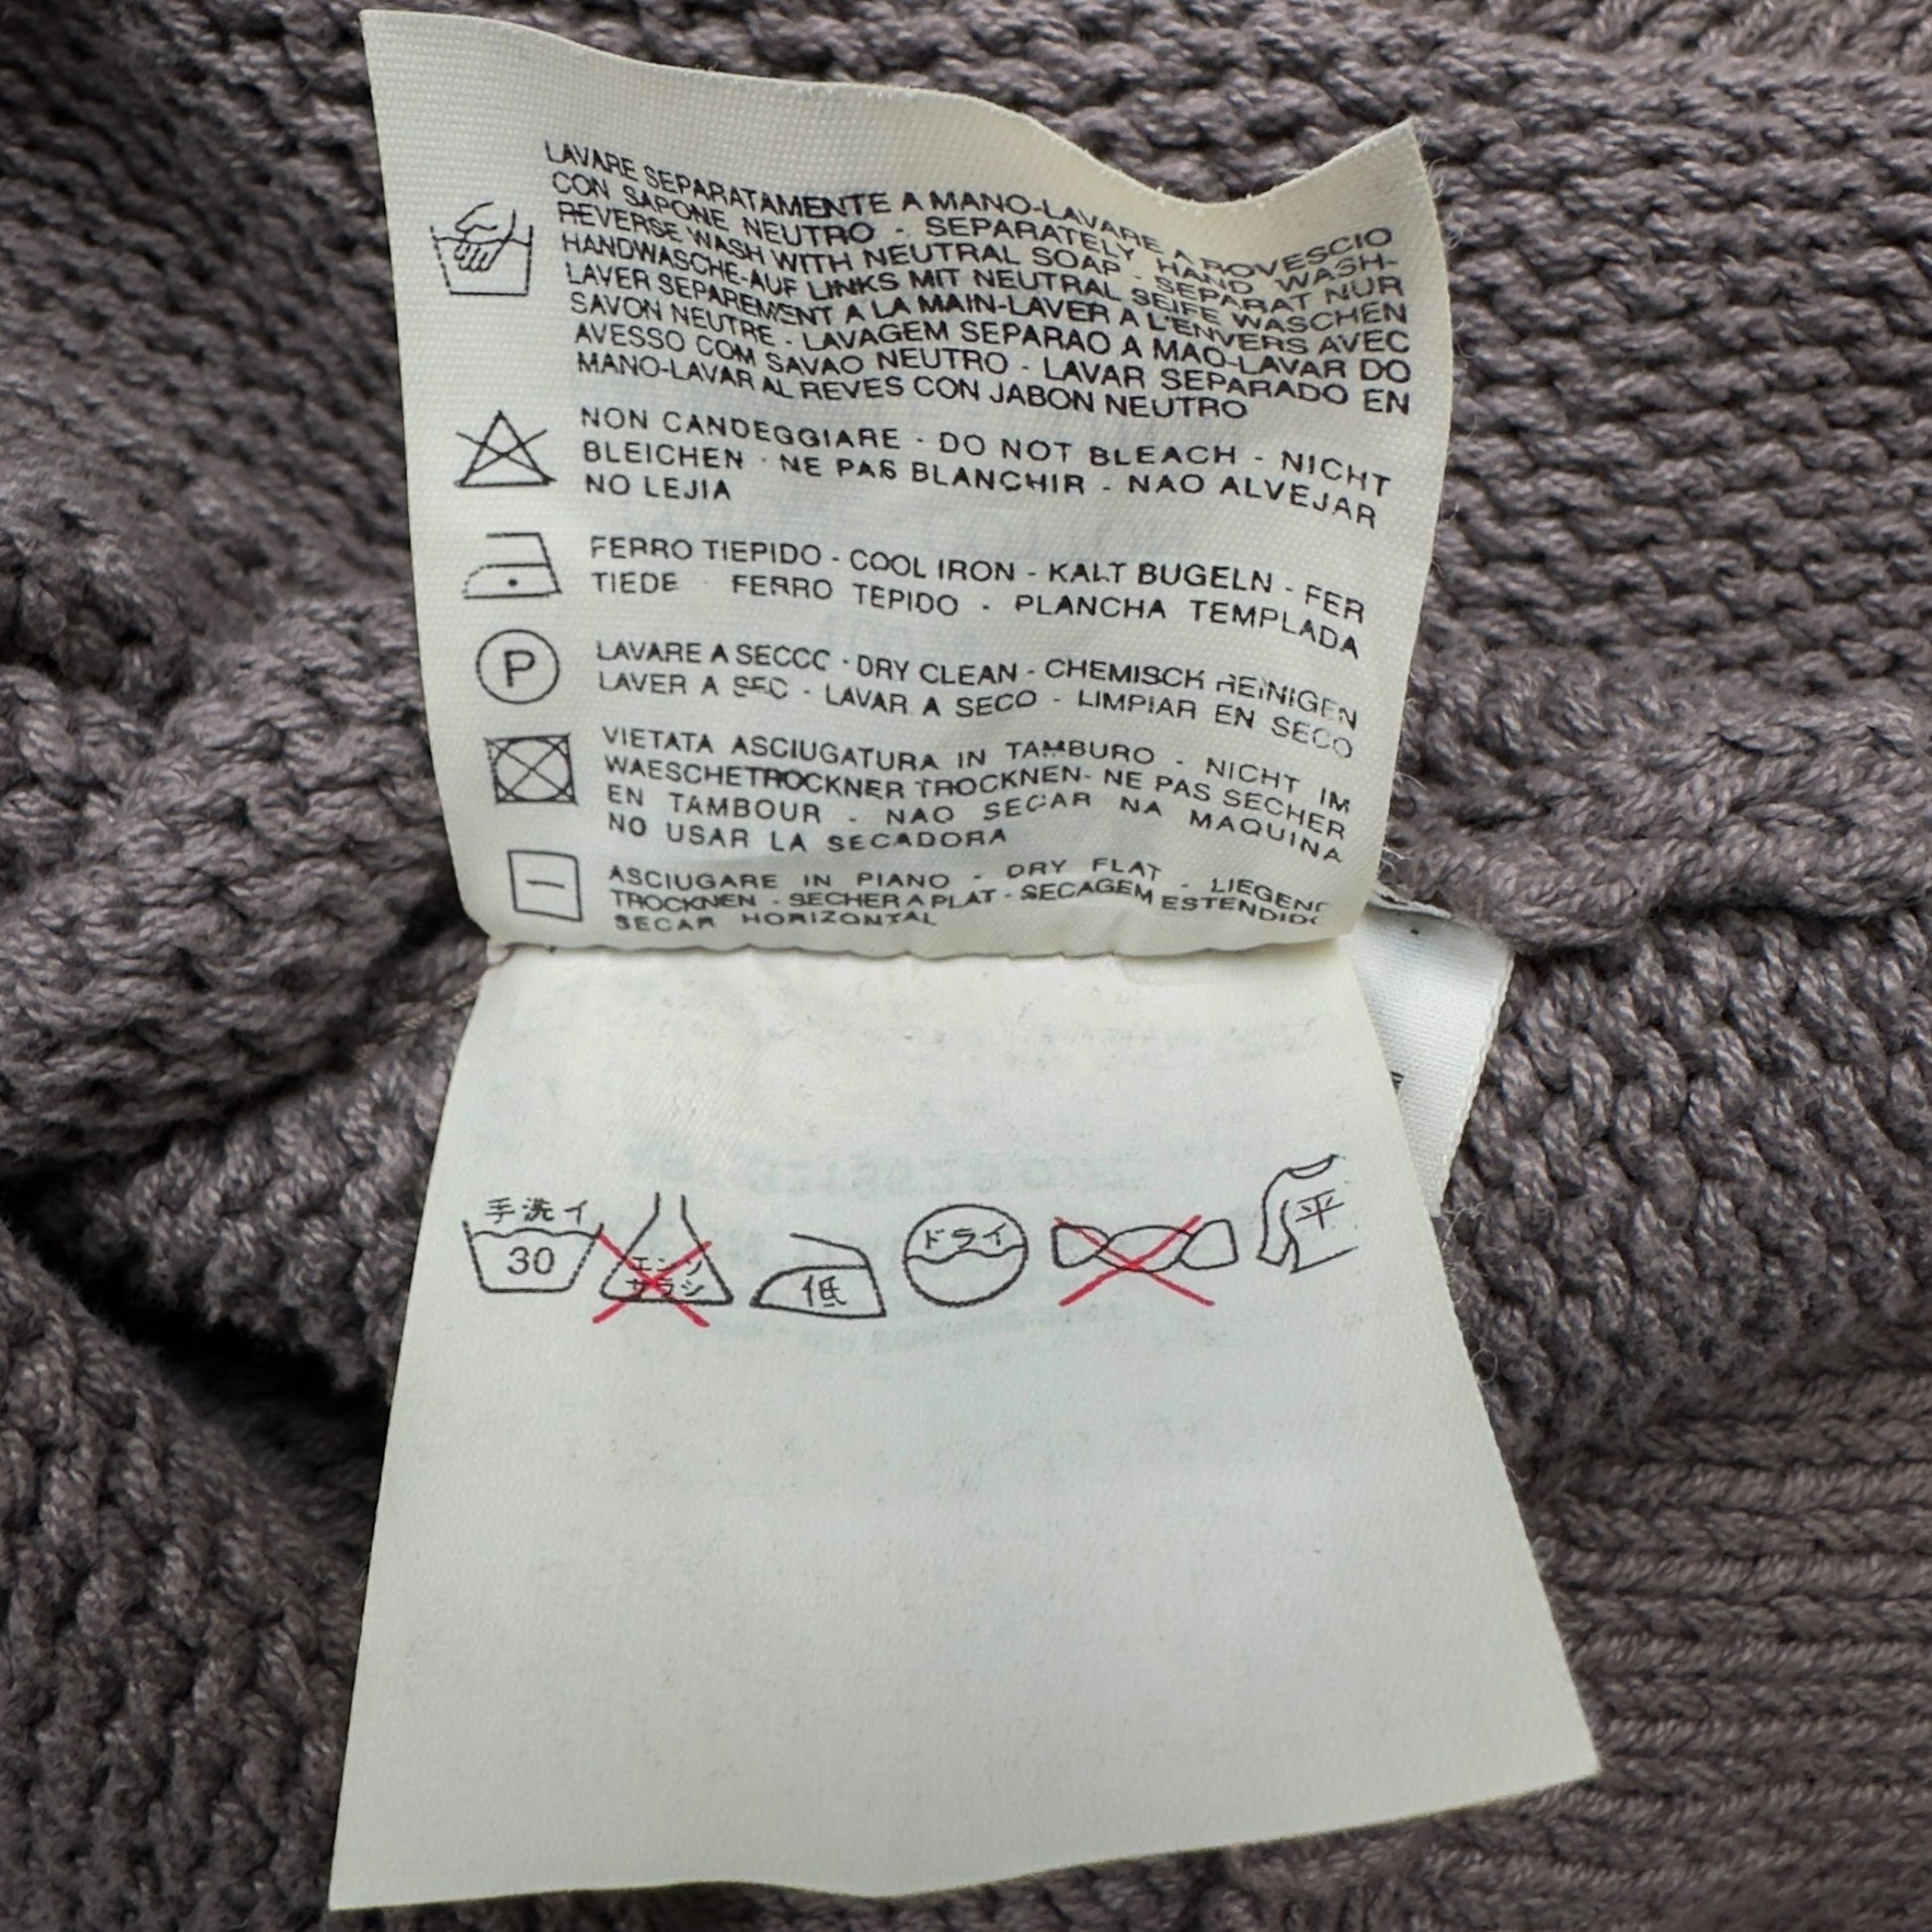 LAVARE SEPARATAMENTE A MANO-LAVARE A ROVESCIO
CON SAPONE NEUTRO - SEPARATELY HAND WASH-
REVERSE WASH WITH NEUTRAL SOAP - SEPARAT NUR
HANDWASCHE-AUF LINKS MIT NEUTRAL SEIFE WASCHEN
LAVER SEPAREMENT A LA MAIN-LAVER A L'ENVERS AVEC
SAVON NEUTRE - LAVAGEM SEPARAO A MAO-LAVAR DO
AVESSO COM SAVAO NEUTRO - LAVAR SEPARADO EN
MANO-LAVAR AL REVES CON JABON NEUTRO
NON CANDEGGIARE - DO NOT BLEACH - NICHT
BLEICHEN - NE PAS BLANCHIR - NAO ALVEJAR
NO LEJIA
FERRO TIEPIDO - COOL IRON - KALT BUGELN - FER
TIEDE - FERRO TEPIDO - PLANCHA TEMPLADA
P
LAVARE A SECCO - DRY CLEAN - CHEMISCH REINIGEN
LAVER A SEC - LAVAR A SECO - LIMPIAR EN SECO
VIETATA ASCIUGATURA IN TAMBURO - NICHT IM
WAESCHETROCKNER TROCKNEN- NE PAS SECHER
EN TAMBOUR - NAO SECAR NA MAQUINA
NO USAR LA SECADORA
ASCIUGARE IN PIANO - DRY FLAT - LIEGEND
TROCKNEN - SECHER A PLAT - SECAGEM ESTENDIDO
SECAR HORIZONTAL
手洗イ
30
エンソ
サラシ
低
ドライ
平